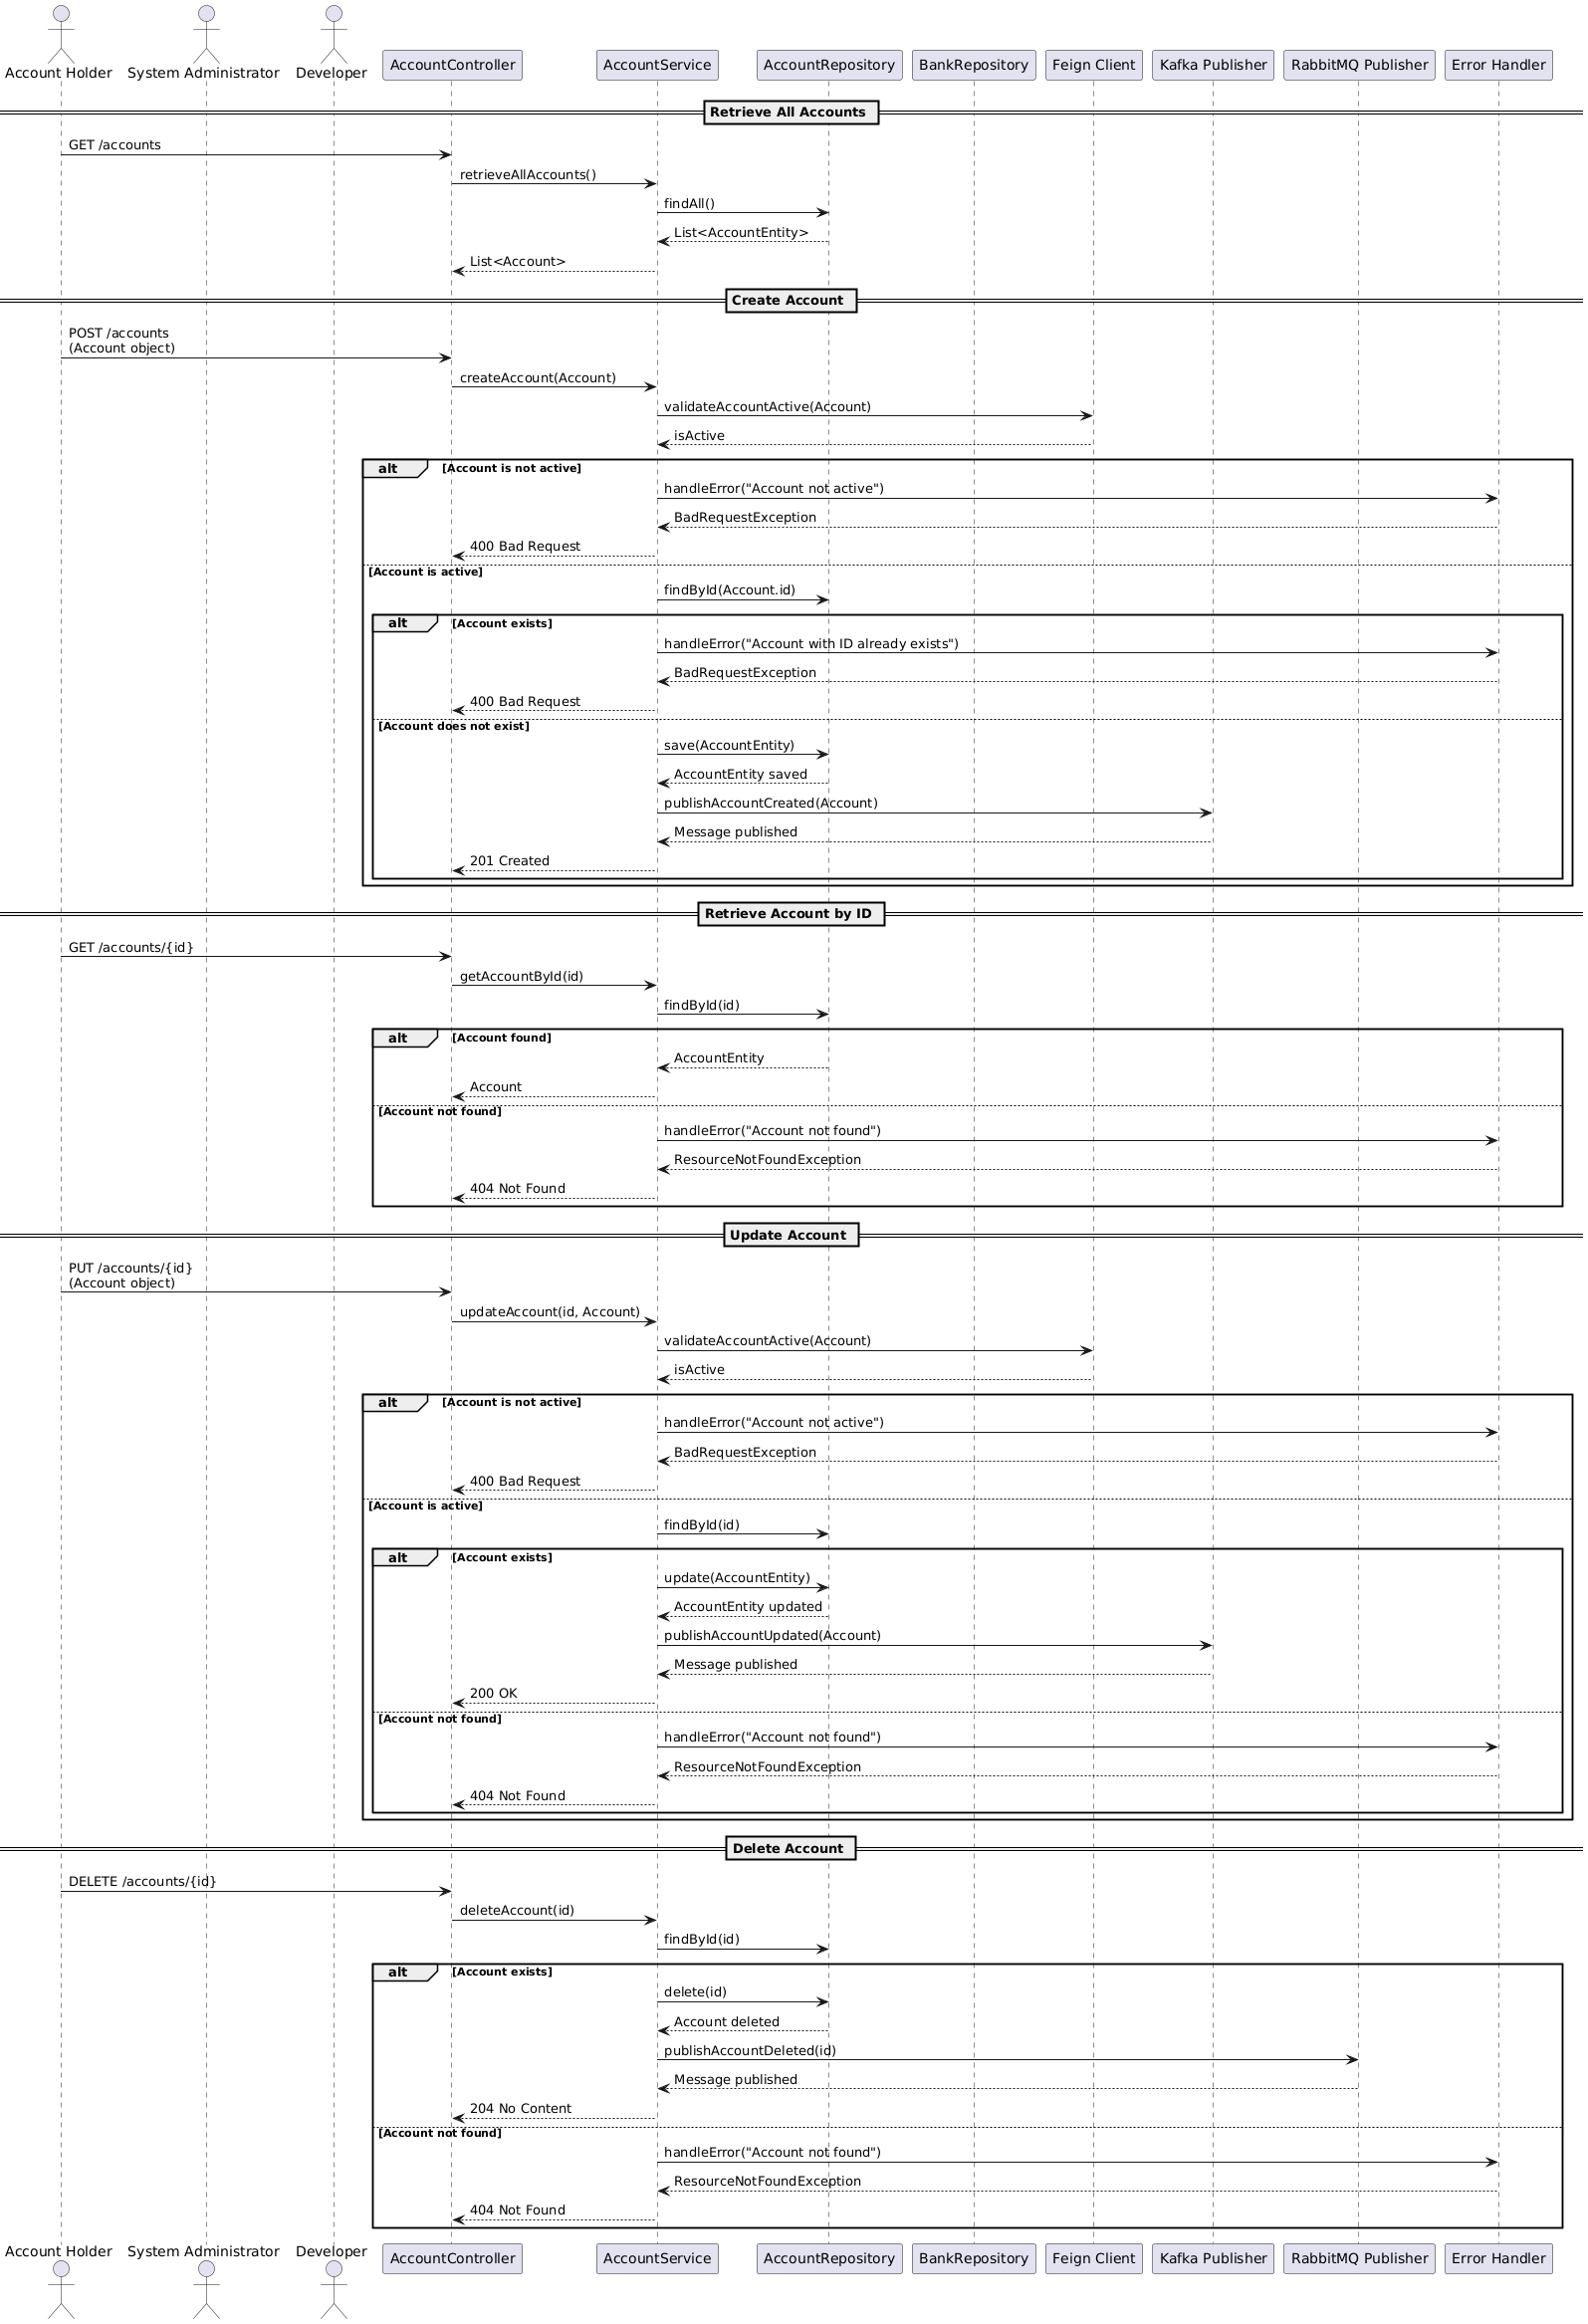 Account Holder
System Administrator
Developer
AccountController
AccountService
AccountRepository
BankRepository
Feign Client
Kafka Publisher
RabbitMQ Publisher
Error Handler
Retrieve All Accounts
GET /accounts
retrieveAllAccounts()
findAll()
List<AccountEntity>
List<Account>
Create Account
POST /accounts
(Account object)
createAccount(Account)
validateAccountActive(Account)
isActive
alt [Account is not active]
handleError("Account not active")
BadRequestException
400 Bad Request
[Account is active]
findById(Account.id)
alt [Account exists]
handleError("Account with ID already exists")
BadRequestException
400 Bad Request
[Account does not exist]
save(AccountEntity)
AccountEntity saved
publishAccountCreated(Account)
Message published
201 Created
Retrieve Account by ID
GET /accounts/{id}
getAccountById(id)
findById(id)
alt [Account found]
AccountEntity
Account
[Account not found]
handleError("Account not found")
ResourceNotFoundException
404 Not Found
Update Account
PUT /accounts/{id}
(Account object)
updateAccount(id, Account)
validateAccountActive(Account)
isActive
alt [Account is not active]
handleError("Account not active")
BadRequestException
400 Bad Request
[Account is active]
findById(id)
alt [Account exists]
update(AccountEntity)
AccountEntity updated
publishAccountUpdated(Account)
Message published
200 OK
[Account not found]
handleError("Account not found")
ResourceNotFoundException
404 Not Found
Delete Account
DELETE /accounts/{id}
deleteAccount(id)
findById(id)
alt [Account exists]
delete(id)
Account deleted
publishAccountDeleted(id)
Message published
204 No Content
[Account not found]
handleError("Account not found")
ResourceNotFoundException
404 Not Found
Account Holder
System Administrator
Developer
AccountController
AccountService
AccountRepository
BankRepository
Feign Client
Kafka Publisher
RabbitMQ Publisher
Error Handler